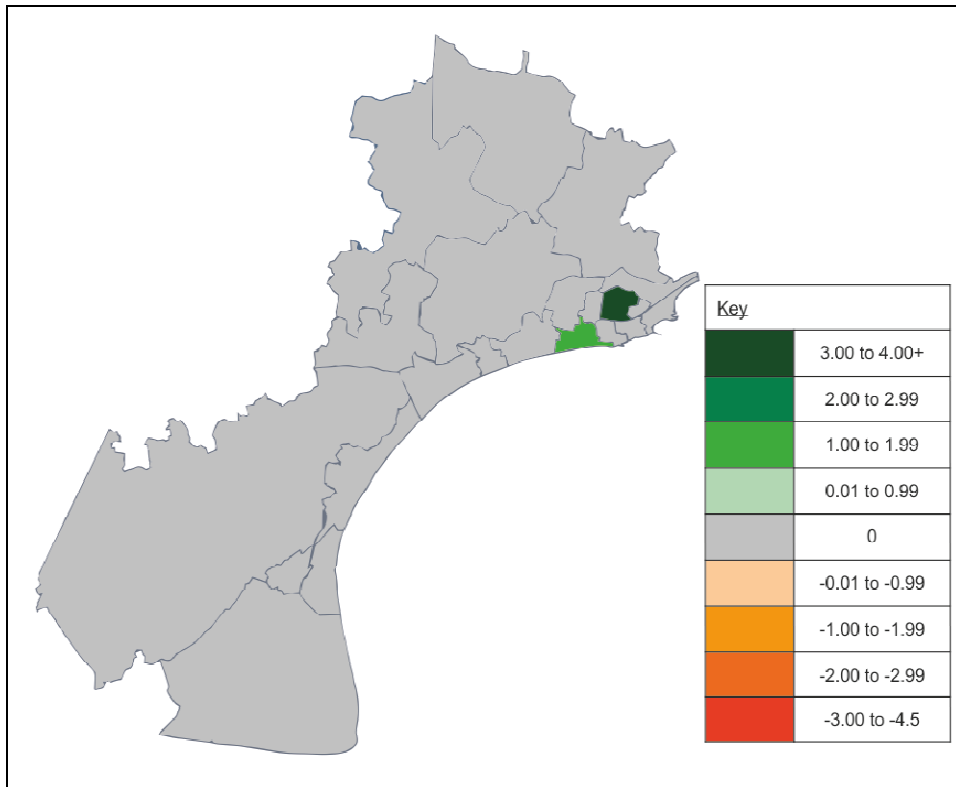 Key
3.00 to 4.00+
2.00 to 2.99
1.00 to 1.99
0.01 to 0.99
0
-0.01 to -0.99
-1.00 to -1.99
-2.00 to -2.99
-3.00 to -4.5